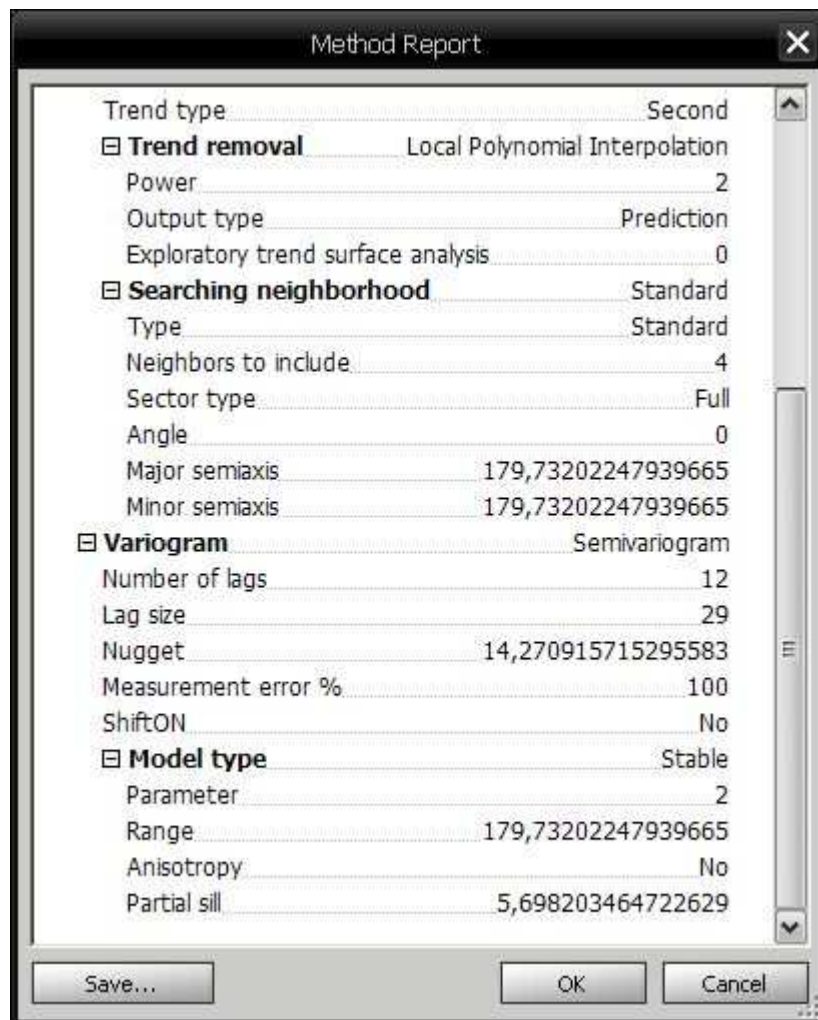 Method Report
Trend type Second
Trend removal Local Polynomial Interpolation
Power 2
Output type Prediction
Exploratory trend surface analysis 0
Searching neighborhood Standard
Type Standard
Neighbors to include 4
Sector type Full
Angle 0
Major semiaxis 179,73202247939665
Minor semiaxis 179,73202247939665
Variogram Semivariogram
Number of lags 12
Lag size 29
Nugget 14,270915715295583
Measurement error % 100
ShiftON No
Model type Stable
Parameter 2
Range 179,73202247939665
Anisotropy No
Partial sill 5,698203464722629
Save... OK Cancel